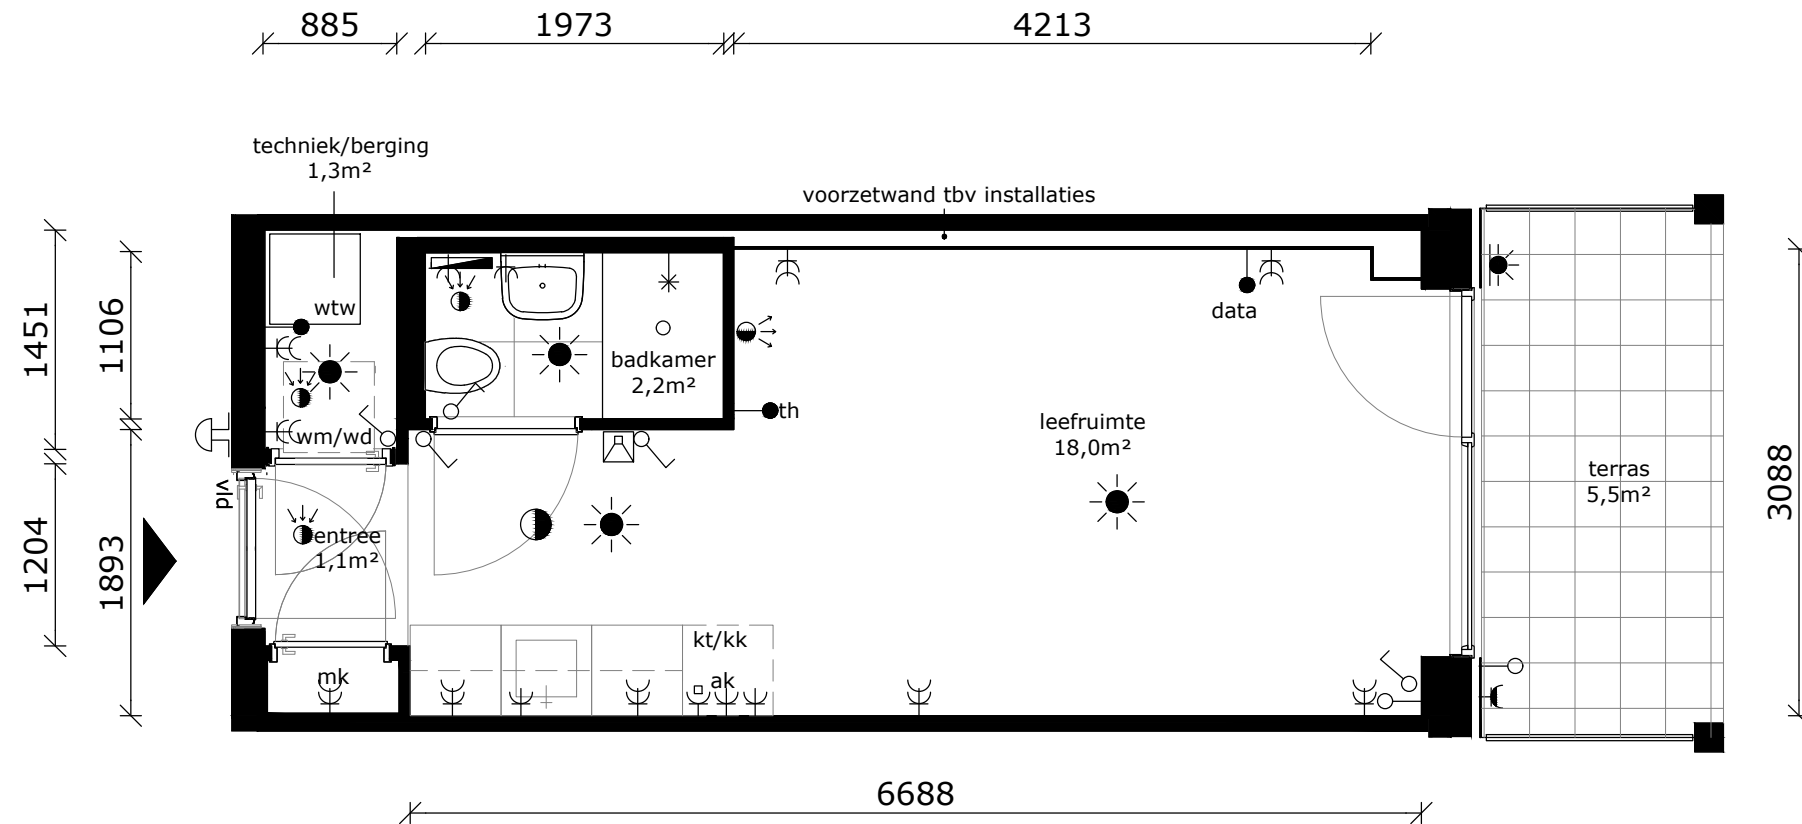 885
1973
4213
techniek/berging
1,3m²
voorzetwand tbv installaties
1451
1106
wtw
badkamer
2,2m²
data
th
leefruimte
18,0m²
wm/wd
vld
terras
5,5m²
3088
1204
1893
entree
1,1m²
kt/kk
mk
ak
6688